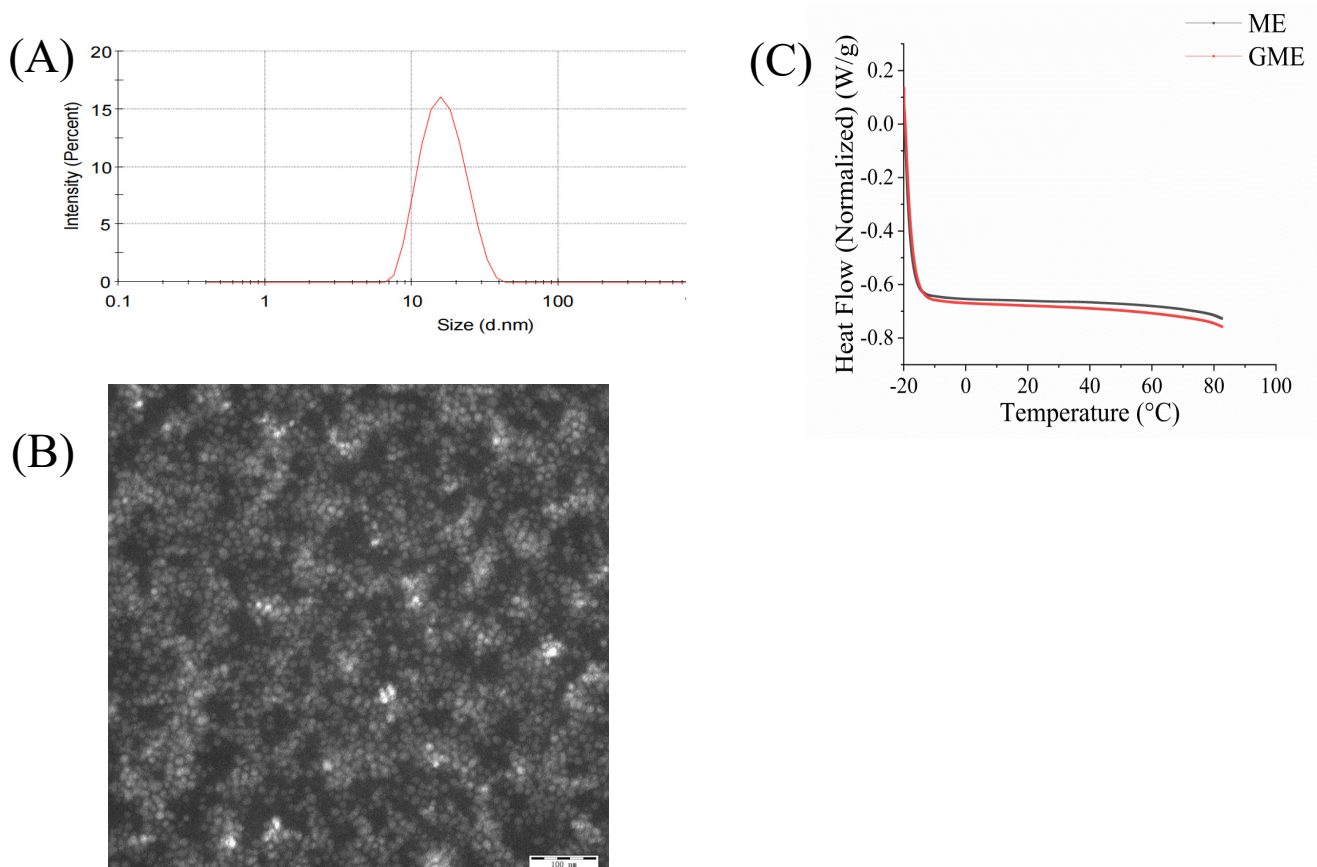 (A)
20
15
10
5
0
Intensity (Percent)
0.1 1 10 100
Size (d.nm)
(B)
100 nm
(C)
ME
GME
0.2
0.0
-0.2
-0.4
-0.6
-0.8
Heat Flow (Normalized) (W/g)
-20 0 20 40 60 80 100
Temperature (°C)